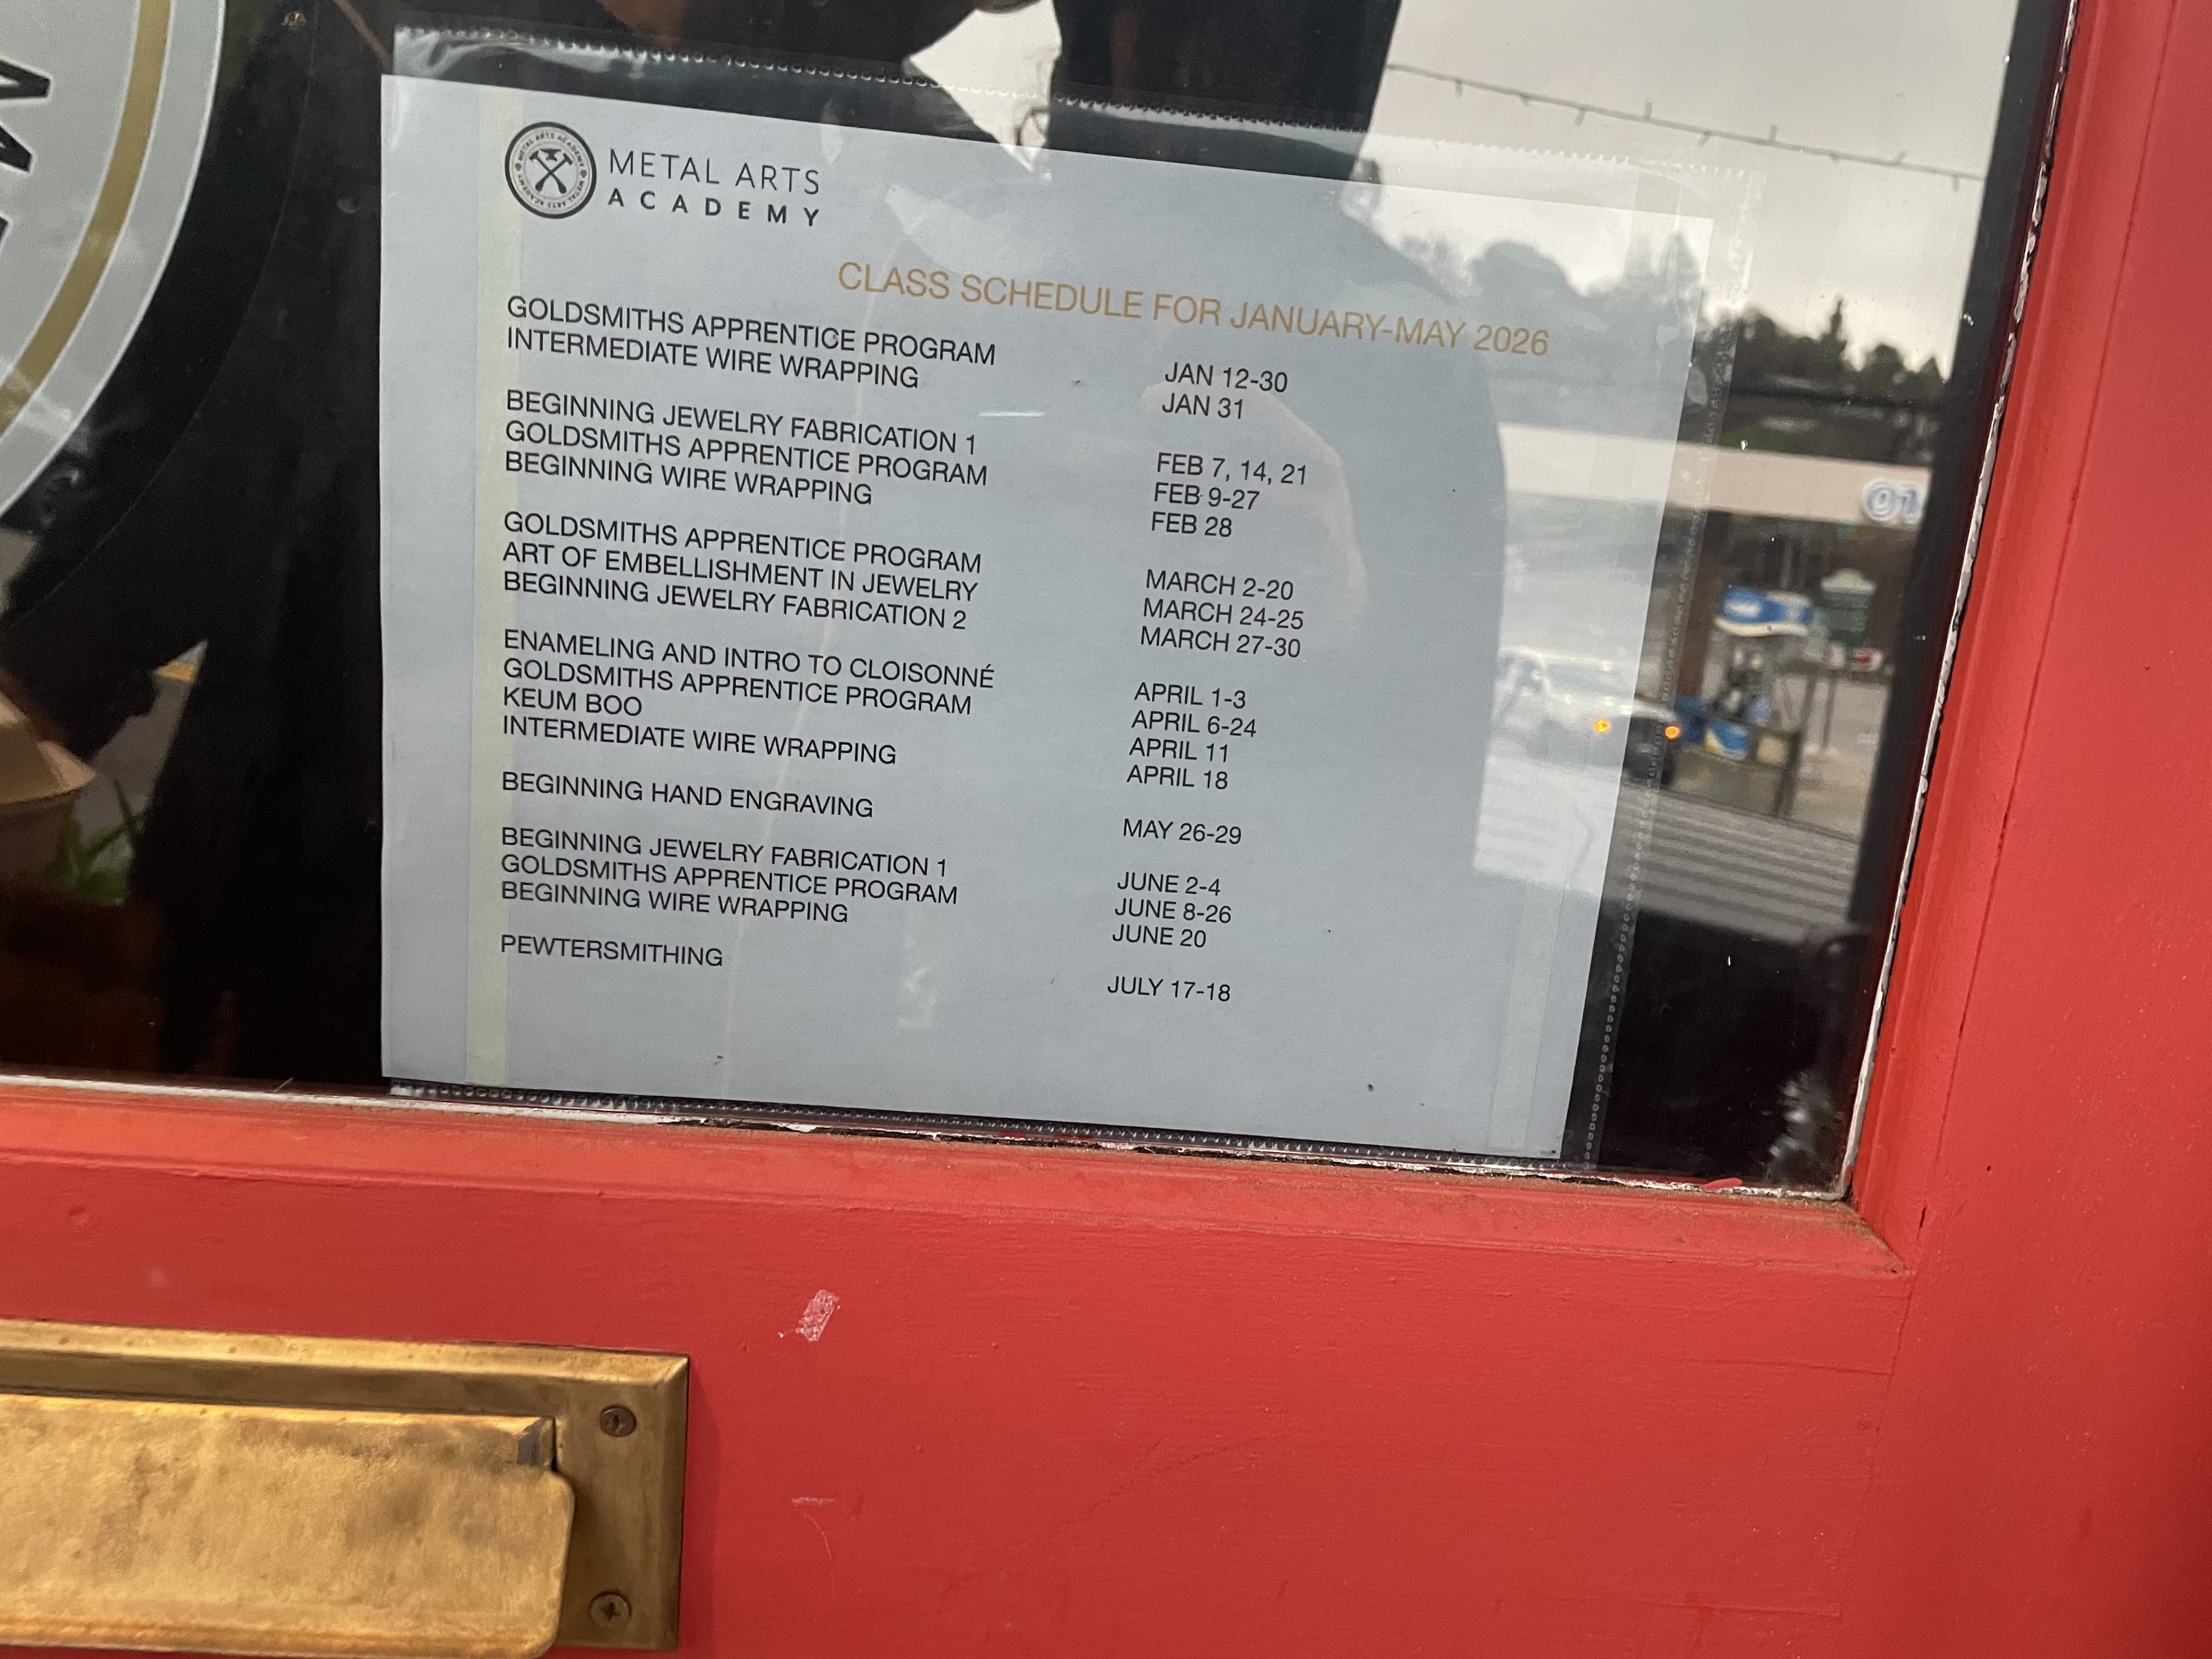 METAL ARTS
ACADEMY
CLASS SCHEDULE FOR JANUARY-MAY 2026
GOLDSMITHS APPRENTICE PROGRAM JAN 12-30
INTERMEDIATE WIRE WRAPPING JAN 31
BEGINNING JEWELRY FABRICATION 1 FEB 7, 14, 21
GOLDSMITHS APPRENTICE PROGRAM FEB 9-27
BEGINNING WIRE WRAPPING FEB 28
GOLDSMITHS APPRENTICE PROGRAM MARCH 2-20
ART OF EMBELLISHMENT IN JEWELRY MARCH 24-25
BEGINNING JEWELRY FABRICATION 2 MARCH 27-30
ENAMELING AND INTRO TO CLOISONNÉ APRIL 1-3
GOLDSMITHS APPRENTICE PROGRAM APRIL 6-24
KEUM BOO APRIL 11
INTERMEDIATE WIRE WRAPPING APRIL 18
BEGINNING HAND ENGRAVING MAY 26-29
BEGINNING JEWELRY FABRICATION 1 JUNE 2-4
GOLDSMITHS APPRENTICE PROGRAM JUNE 8-26
BEGINNING WIRE WRAPPING JUNE 20
PEWTERSMITHING JULY 17-18